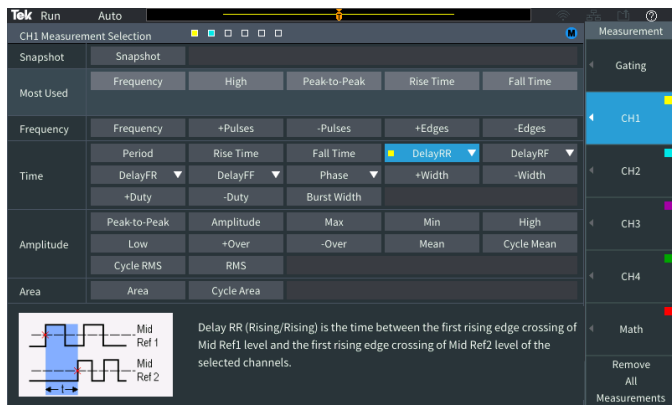 Tek Run Auto
CH1 Measurement Selection M Measurement
Snapshot Snapshot
Gating
Most Used Frequency High Peak-to-Peak Rise Time Fall Time
CH1
Frequency Frequency +Pulses -Pulses +Edges -Edges
Time Period Rise Time Fall Time DelayRR DelayRF
DelayFR DelayFF Phase +Width -Width
CH2
+Duty -Duty Burst Width
Amplitude Peak-to-Peak Amplitude Max Min High
CH3
Low +Over -Over Mean Cycle Mean
Cycle RMS RMS
CH4
Area Area Cycle Area
Mid
Ref 1
Mid
Ref 2
t
Delay RR (Rising/Rising) is the time between the first rising edge crossing of
Mid Ref1 level and the first rising edge crossing of Mid Ref2 level of the
selected channels.
Math
Remove
All
Measurements